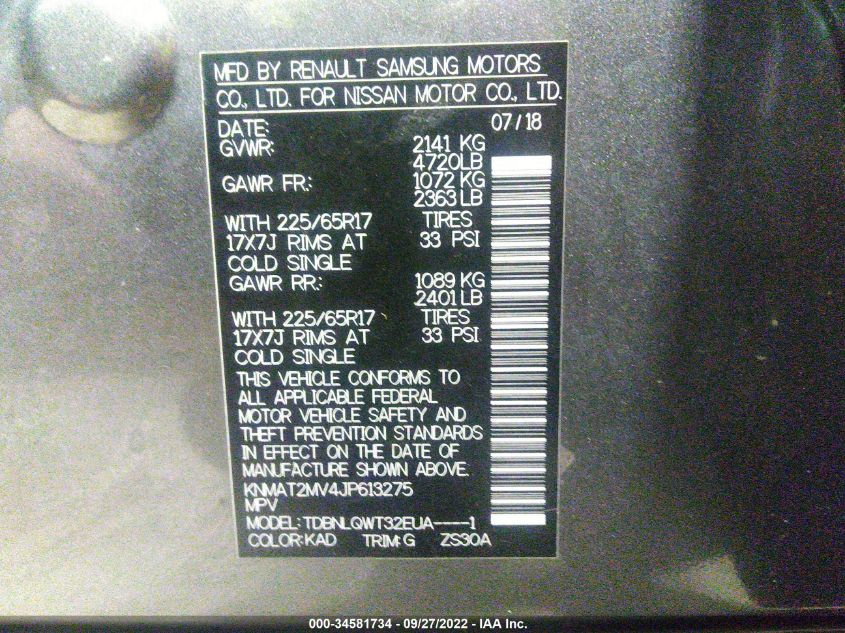 MFD BY RENAULT SAMSUNG MOTORS
CO., LTD. FOR NISSAN MOTOR CO., LTD.
DATE: 07/18
GVWR: 2141 KG
4720LB
GAWR FR: 1072 KG
2363 LB
WITH 225/65R17 TIRES
17X7J RIMS AT 33 PSI
COLD SINGLE
GAWR RR: 1089 KG
2401 LB
WITH 225/65R17 TIRES
17X7J RIMS AT 33 PSI
COLD SINGLE
THIS VEHICLE CONFORMS TO
ALL APPLICABLE FEDERAL
MOTOR VEHICLE SAFETY AND
THEFT PREVENTION STANDARDS
IN EFFECT ON THE DATE OF
MANUFACTURE SHOWN ABOVE.
KNMAT2MV4JP613275
MPV
MODEL: TDBNLQWT32EUA----1
COLOR: KAD TRIM: G ZS30A
000-34581734 - 09/27/2022 - IAA Inc.